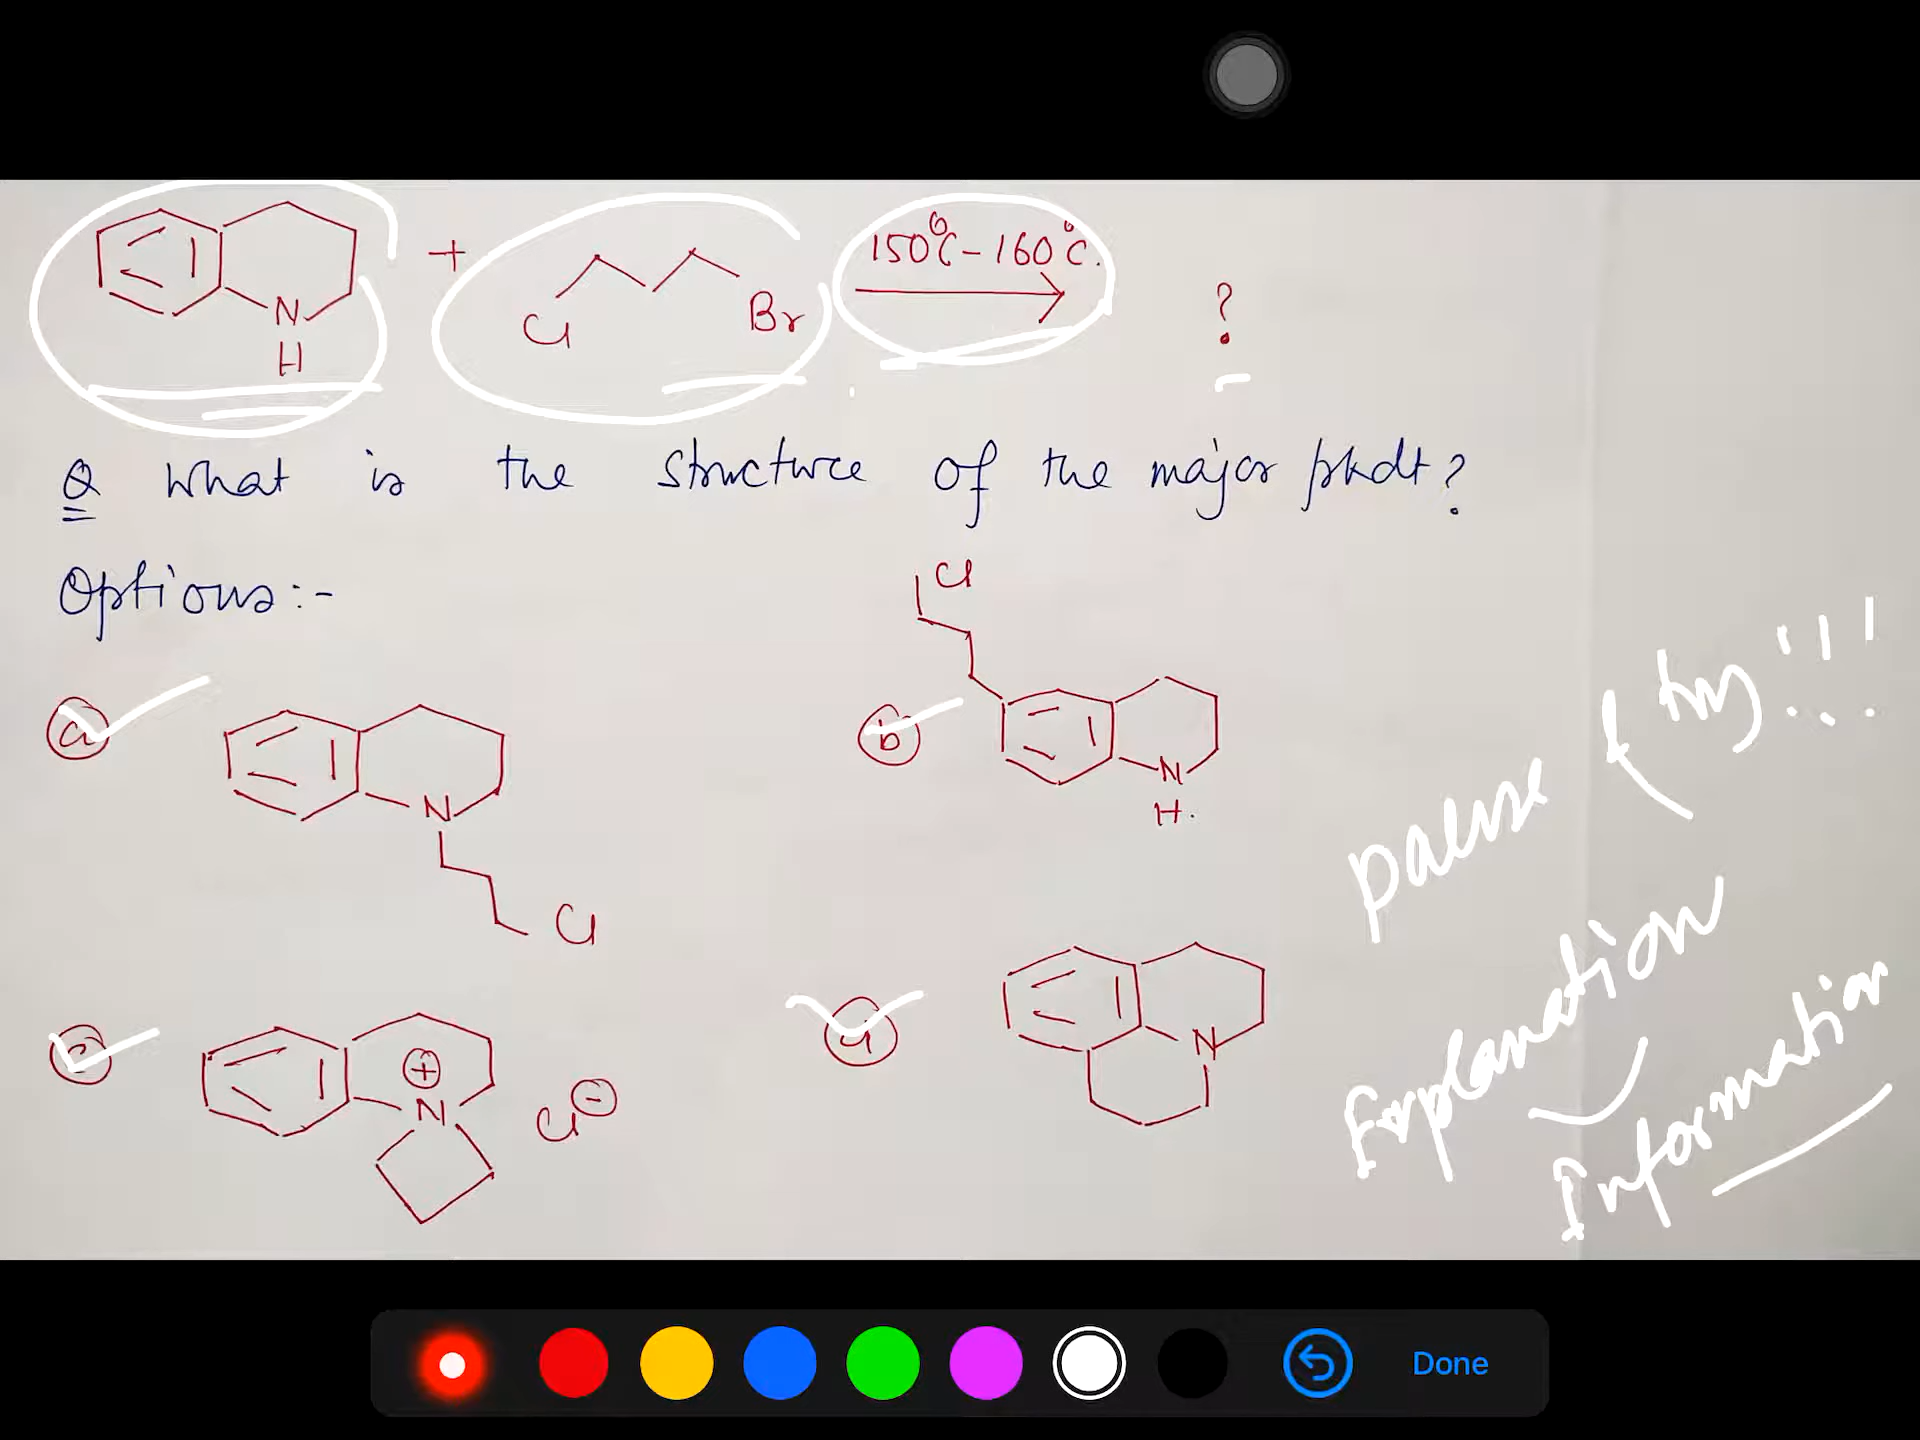 150°C - 160°C.
+
Cl
Br
?
N
H
Q What is the structure of the major prdt?
Options:-
Cl
a
N
Cl
b
N
H.
pause & try!!!
c
N
+
Cl
-
d
N
Explanation
Information
Done